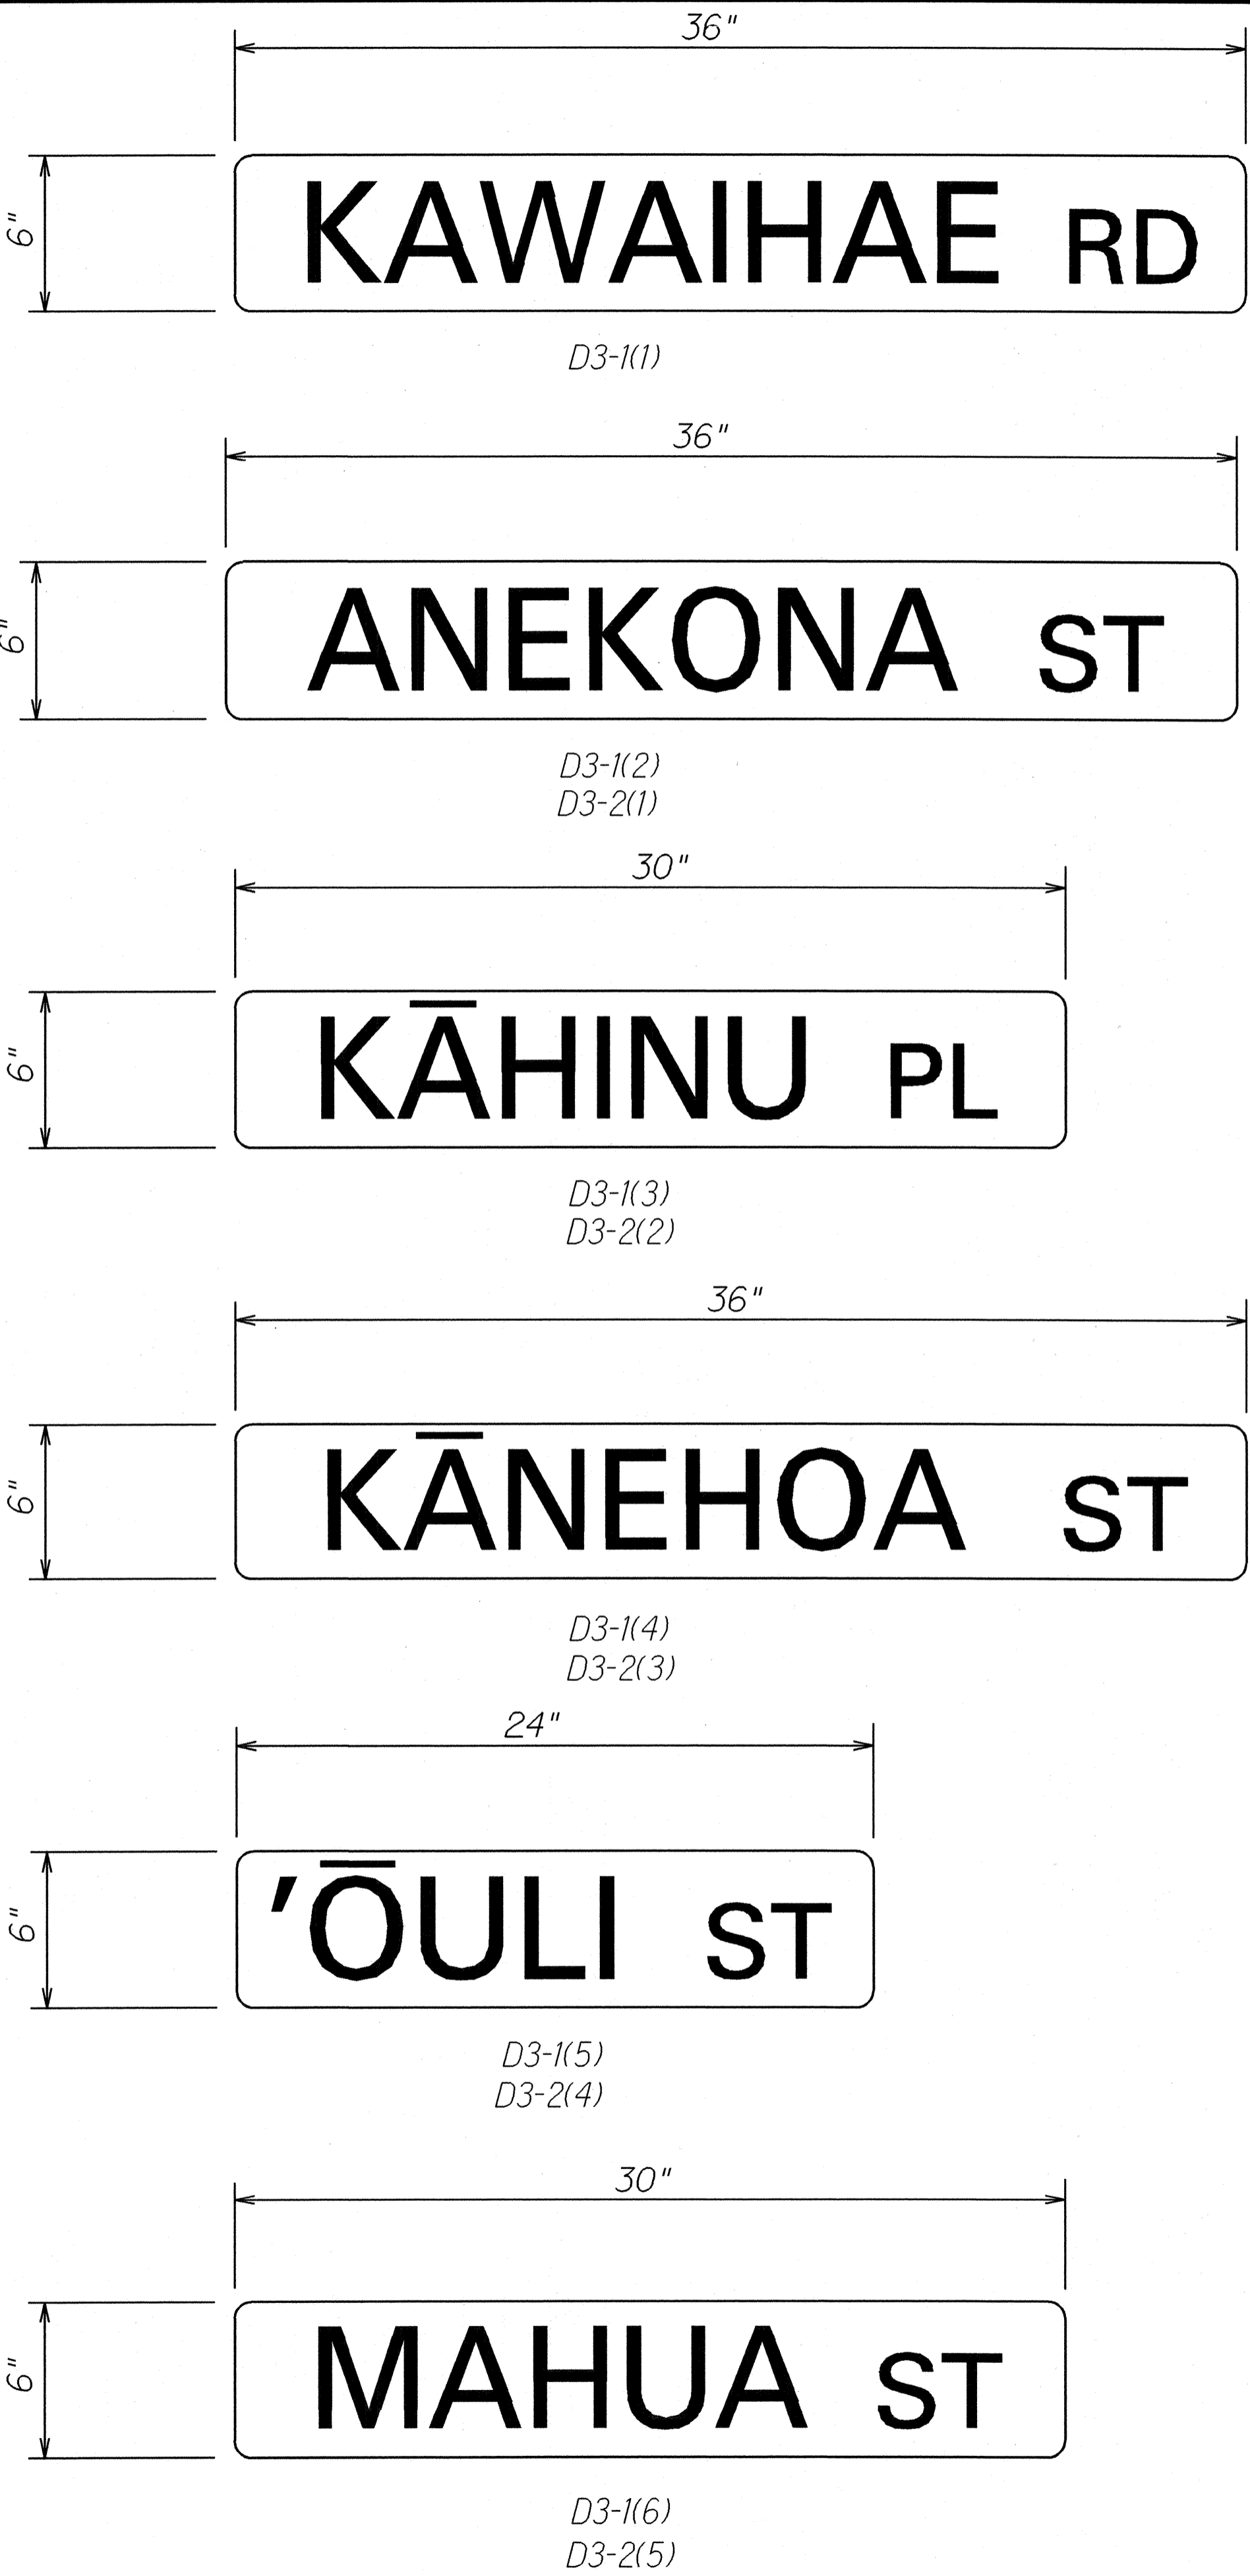 36"
6"
KAWAIHAE RD
D3-1(1)
36"
6"
ANEKONA ST
D3-1(2)
D3-2(1)
30"
6"
KĀHINU PL
D3-1(3)
D3-2(2)
36"
6"
KĀNEHOA ST
D3-1(4)
D3-2(3)
24"
6"
'ŌULI ST
D3-1(5)
D3-2(4)
30"
6"
MAHUA ST
D3-1(6)
D3-2(5)